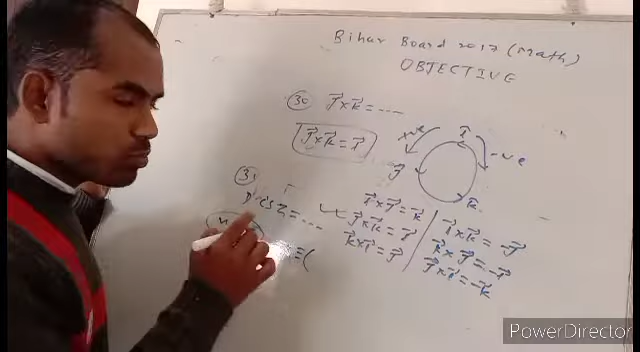 Bihar Board 2017 (Math)
OBJECTIVE
(30) j⃗ × k⃗ = ---
j⃗ × k⃗ = i⃗
+ve i⃗ -ve
j⃗ k
(31)
= ---
i⃗ × j⃗ = k⃗
j⃗ × k⃗ = i⃗
k⃗ × i⃗ = j⃗
i⃗ × k⃗ = -j⃗
k⃗ × j⃗ = -i⃗
j⃗ × i⃗ = -k⃗
PowerDirector